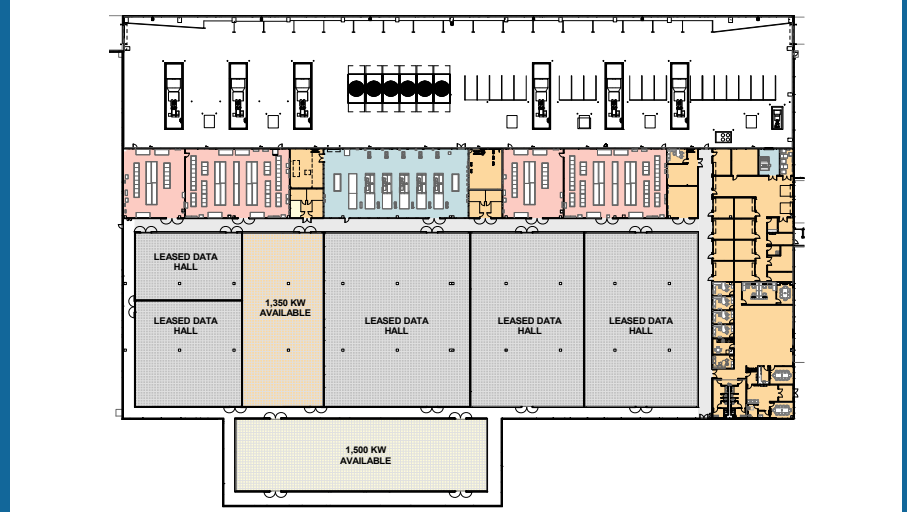 LEASED DATA
HALL
1,350 KW
AVAILABLE
LEASED DATA
HALL
LEASED DATA
HALL
LEASED DATA
HALL
LEASED DATA
HALL
1,500 KW
AVAILABLE